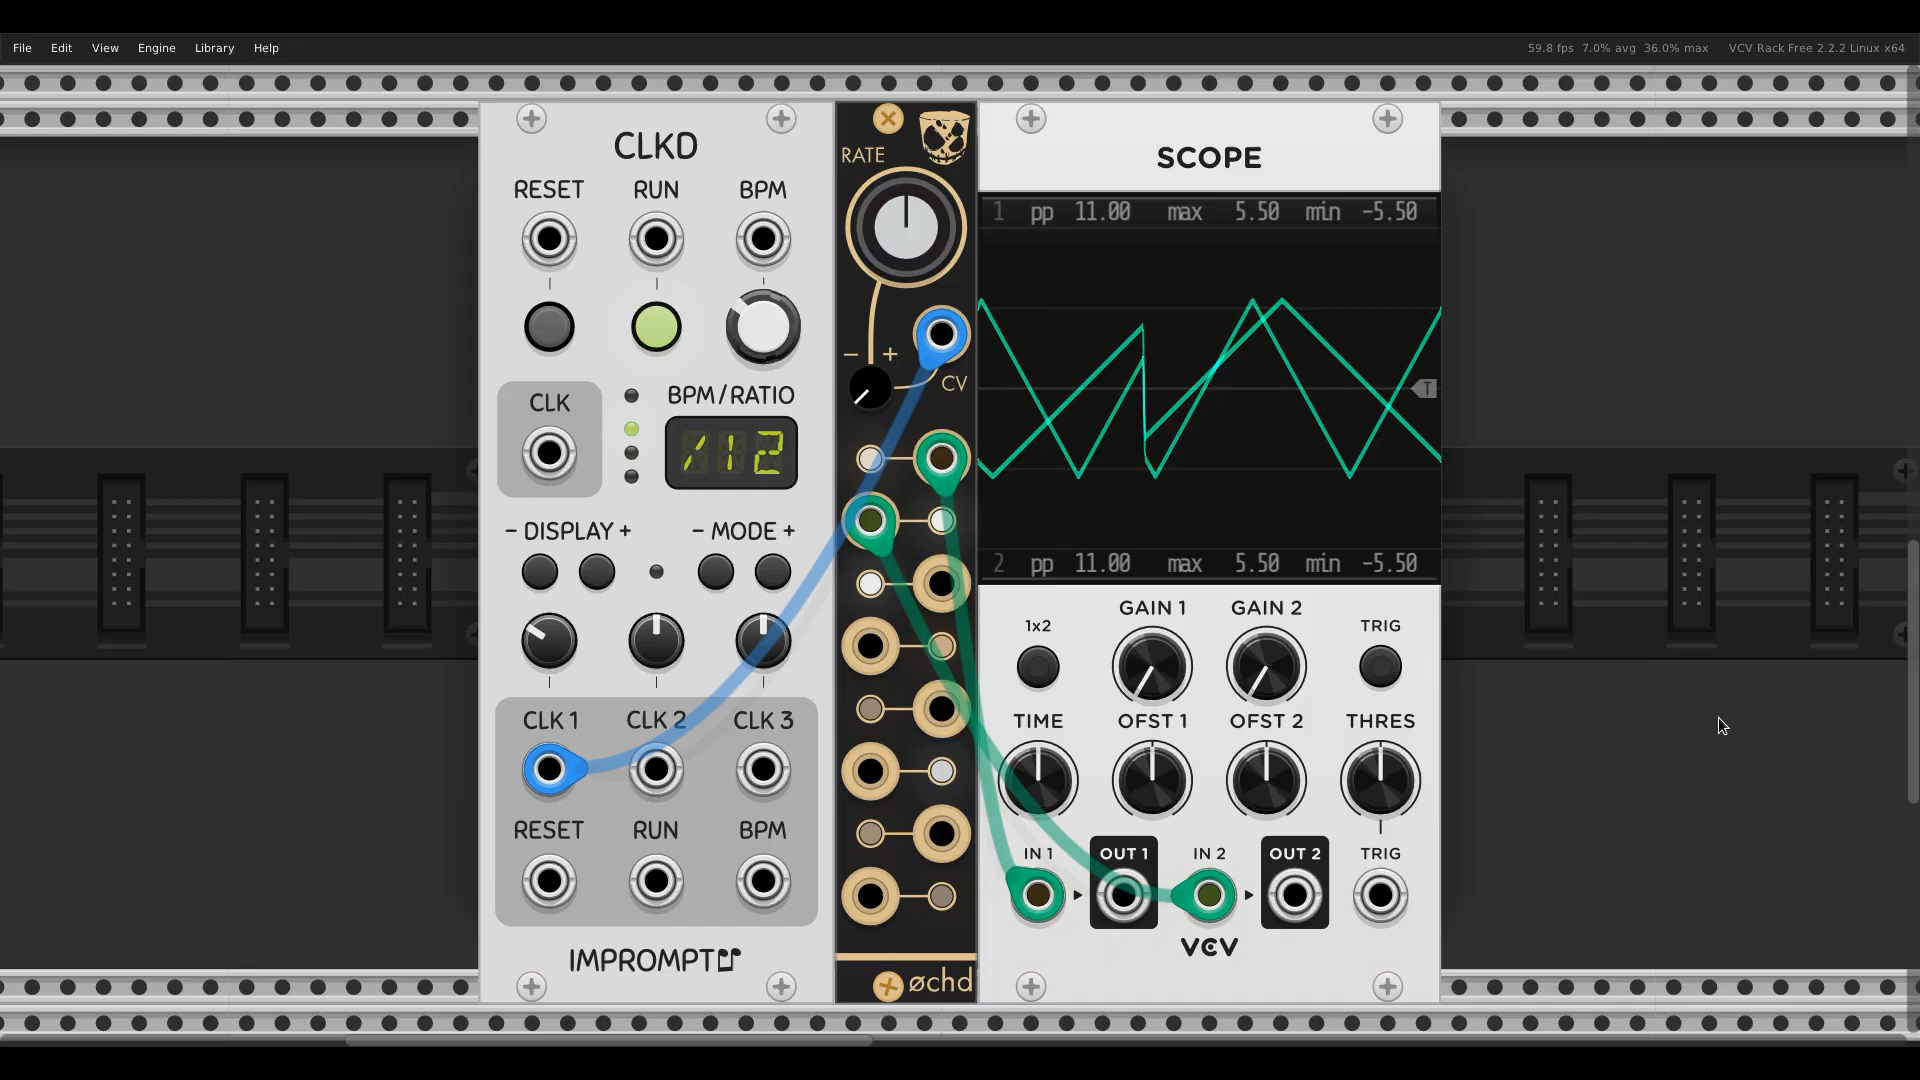 File Edit View Engine Library Help
59.8 fps 7.0% avg 36.0% max VCV Rack Free 2.2.2 Linux x64
CLKD
RESET RUN BPM
CLK
BPM/RATIO
/12
- DISPLAY +
- MODE +
CLK 1 CLK 2 CLK 3
RESET RUN BPM
IMPROMPTU
RATE
- +
CV
øchd
SCOPE
1 pp 11.00 max 5.50 min -5.50
T
2 pp 11.00 max 5.50 min -5.50
1x2 GAIN 1 GAIN 2 TRIG
TIME OFST 1 OFST 2 THRES
IN 1 OUT 1 IN 2 OUT 2 TRIG
VCV